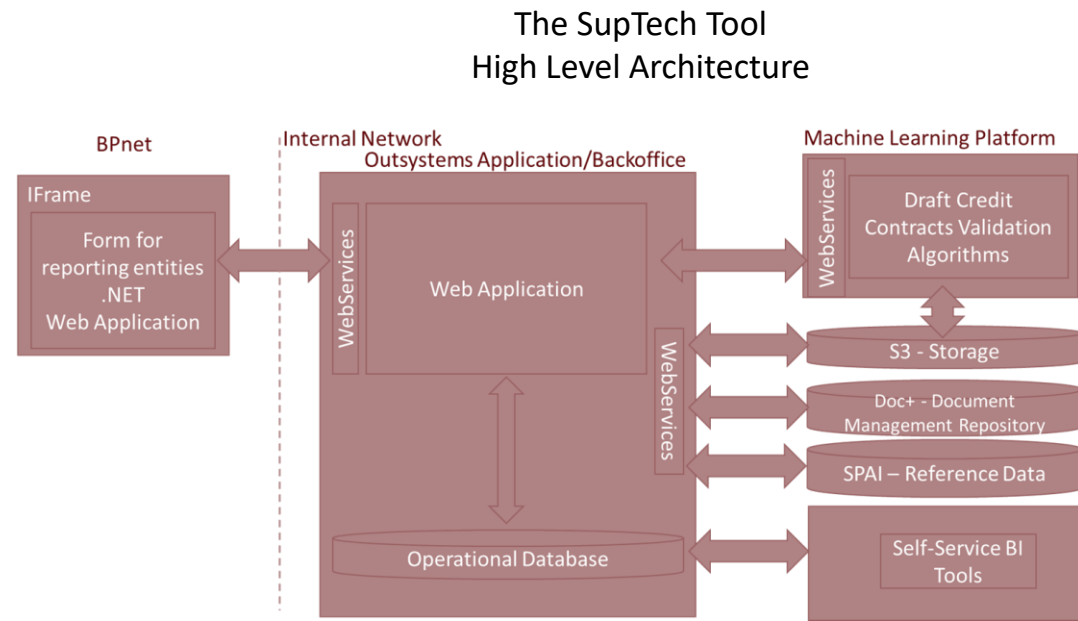 The SupTech Tool
High Level Architecture
BPnet
Internal Network
Outsystems Application/Backoffice
Machine Learning Platform
IFrame
Form for
reporting entities
.NET
Web Application
WebServices
Web Application
WebServices
Operational Database
WebServices
Draft Credit
Contracts Validation
Algorithms
S3 - Storage
Doc+ - Document
Management Repository
SPAI – Reference Data
Self-Service BI
Tools